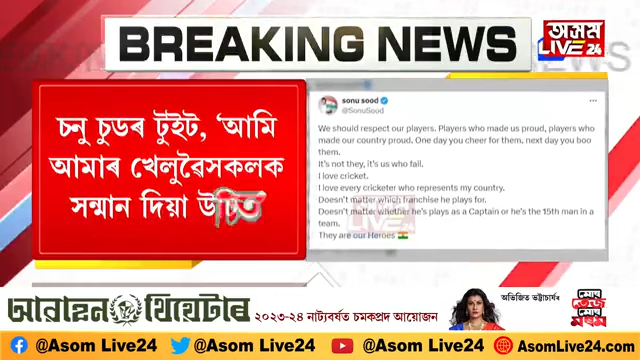 BREAKING NEWS
অসম
LIVE24
চনু চুডৰ টুইট, 'আমি
আমাৰ খেলুৱৈসকলক
সন্মান দিয়া উচিত
sonu sood
@SonuSood
We should respect our players. Players who made us proud, players who
made our country proud. One day you cheer for them, next day you boo
them.
It's not they, it's us who fail.
I love cricket.
I love every cricketer who represents my country.
Doesn't matter which franchise he plays for.
Doesn't matter whether he's plays as a Captain or he's the 15th man in a
team.
They are our Heroes 🇮🇳
আৱাহন থিয়েটাৰ
২০২৩-২৪ নাট্যবৰ্ষত চমকপ্ৰদ আয়োজন
অভিজিত ভট্টাচাৰ্যৰ
@Asom Live24
@Asom Live24
@Asom Live24
@Asom Live24